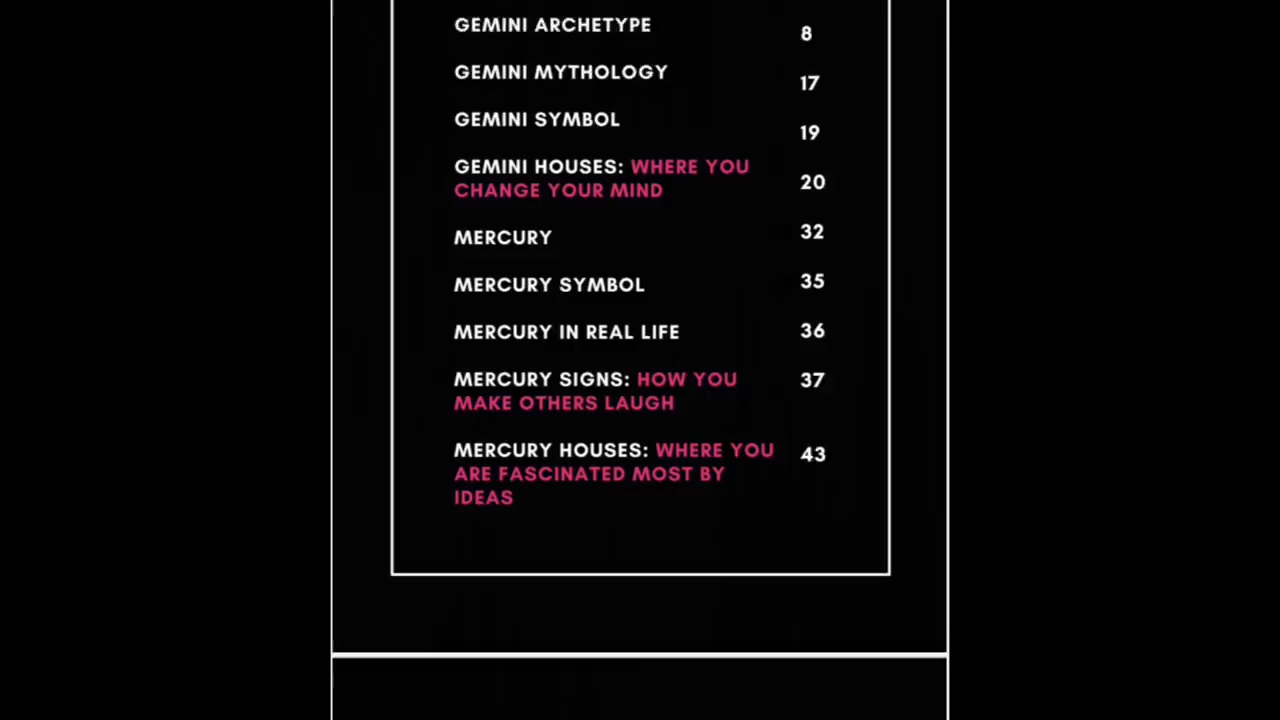 GEMINI ARCHETYPE 8
GEMINI MYTHOLOGY 17
GEMINI SYMBOL 19
GEMINI HOUSES: WHERE YOU 20
CHANGE YOUR MIND
MERCURY 32
MERCURY SYMBOL 35
MERCURY IN REAL LIFE 36
MERCURY SIGNS: HOW YOU 37
MAKE OTHERS LAUGH
MERCURY HOUSES: WHERE YOU 43
ARE FASCINATED MOST BY
IDEAS